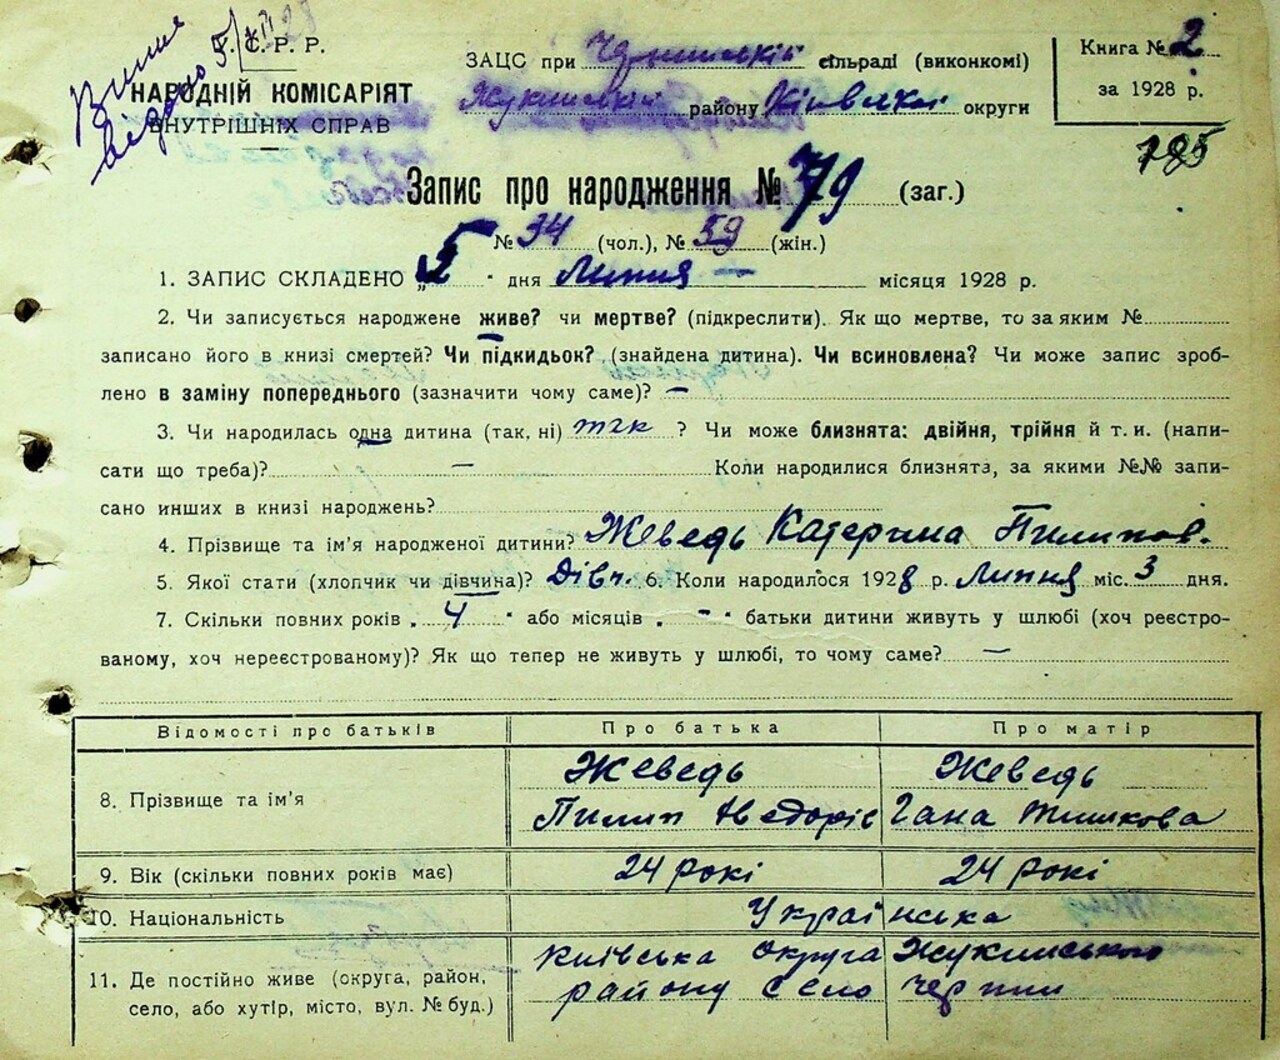 У.С.Р.Р.
НАРОДНІЙ КОМІСАРІЯТ
ВНУТРІШНІХ СПРАВ
ЗАЦС при сільраді (виконкомі)
Жукинській району Київської округи
Книга № 2
за 1928 р.
185
Запис про народження № 79 (заг.)
№ 34 (чол.), № 59 (жін.)
1. ЗАПИС СКЛАДЕНО „5" дня Липня — місяця 1928 р.
2. Чи записується народжене живе? чи мертве? (підкреслити). Як що мертве, то за яким №
записано його в книзі смертей? Чи підкидьок? (знайдена дитина). Чи всиновлена? Чи може запис зроб-
лено в заміну попереднього (зазначити чому саме)? —
3. Чи народилась одна дитина (так, ні) так ? Чи може близнята: двійня, трійня й т. и. (напи-
сати що треба)? — Коли народилися близнята, за якими №№ запи-
сано инших в книзі народжень?
4. Прізвище та ім'я народженої дитини? Жеведь Катерина Пилипов.
5. Якої стати (хлопчик чи дівчина)? Дівч. 6. Коли народилося 1928 р. Липня міс. 3 дня.
7. Скільки повних років „ 4 " або місяців „ - " батьки дитини живуть у шлюбі (хоч реєстро-
ваному, хоч нереєстрованому)? Як що тепер не живуть у шлюбі, то чому саме? —
Відомості про батьків Про батька Про матір
Жеведь Жеведь
8. Прізвище та ім'я
Пилип Гана Тишкова
9. Вік (скільки повних років має) 24 рокі 24 рокі
10. Національність Українська
11. Де постійно живе (округа, район, Київська округа Жукинського
село, або хутір, місто, вул. № буд.) району село